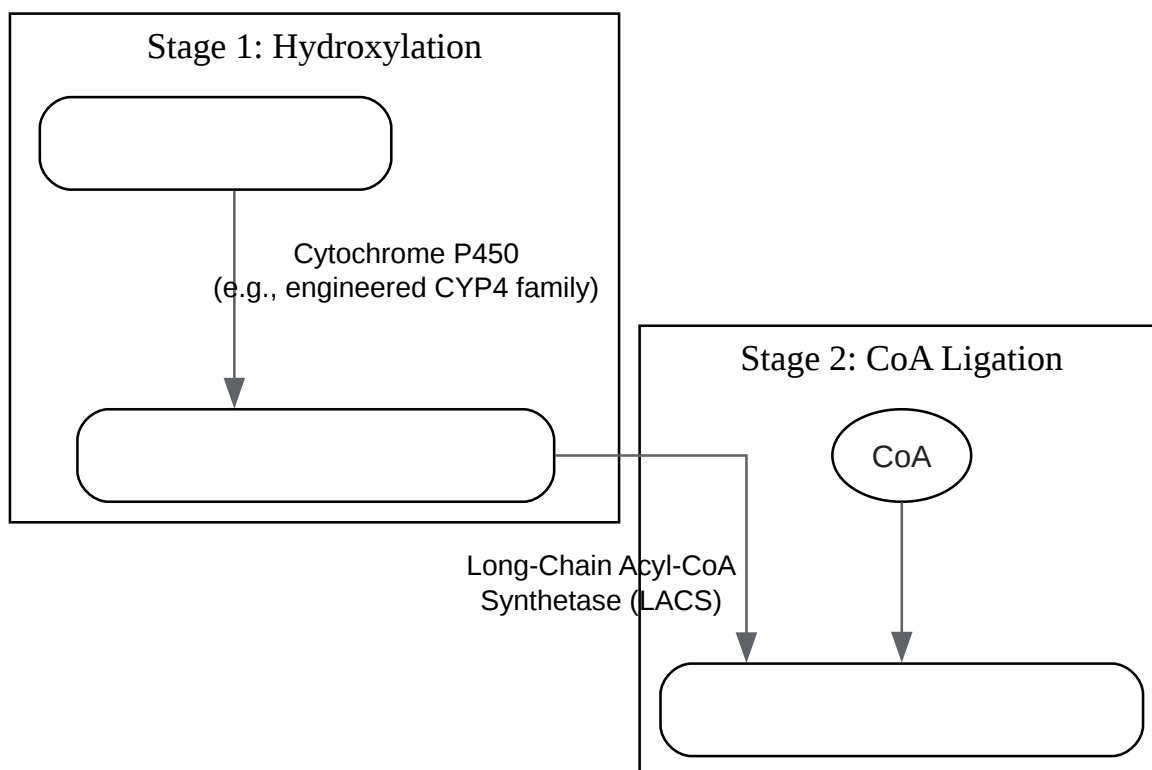 Stage 1: Hydroxylation
Cytochrome P450
(e.g., engineered CYP4 family)
Stage 2: CoA Ligation
CoA
Long-Chain Acyl-CoA
Synthetase (LACS)